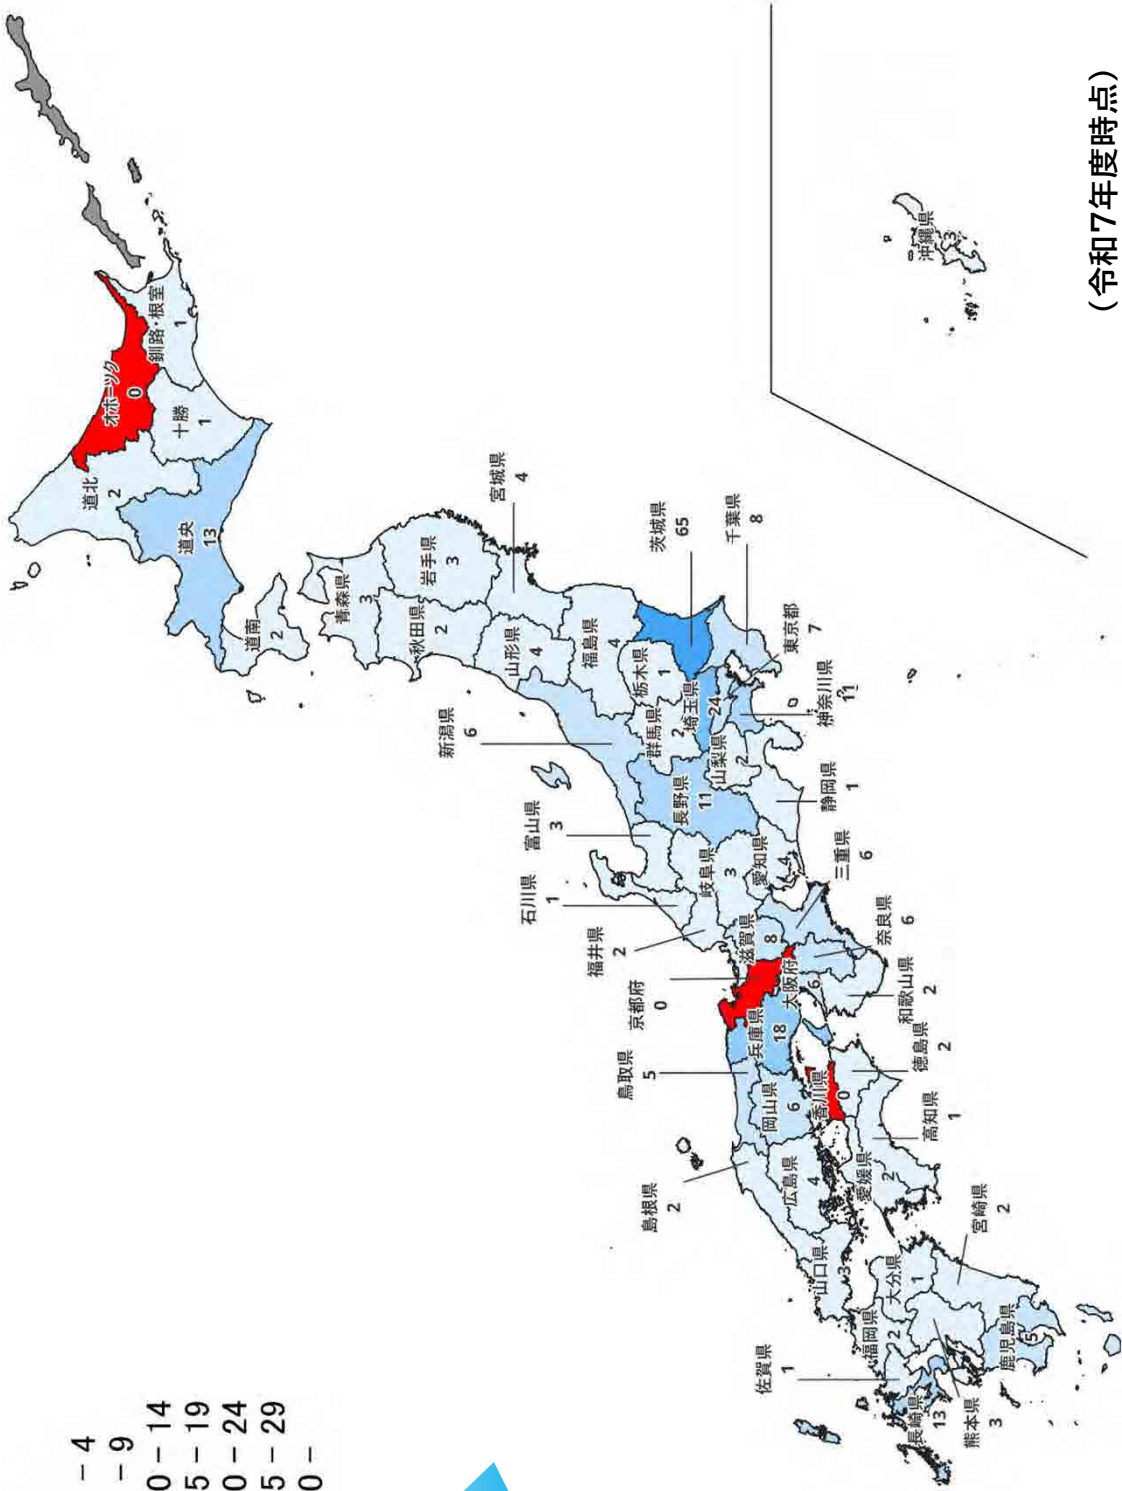 オホーツク
0
釧路・根室
1
十勝
1
道北
2
道央
13
道南
2
青森県
3
岩手県
3
秋田県
2
宮城県
4
山形県
4
福島県
4
茨城県
65
栃木県
1
群馬県
2
埼玉県
24
千葉県
8
東京都
7
神奈川県
11
山梨県
2
新潟県
6
長野県
11
静岡県
1
富山県
3
石川県
1
岐阜県
3
愛知県
4
三重県
6
福井県
2
滋賀県
8
京都府
0
大阪府
6
奈良県
6
和歌山県
2
兵庫県
18
鳥取県
5
岡山県
6
島根県
2
広島県
4
山口県
3
香川県
0
徳島県
2
高知県
1
愛媛県
2
福岡県
2
大分県
1
宮崎県
2
佐賀県
1
長崎県
13
熊本県
3
鹿児島県
5
沖縄県
3
- 4
- 9
0 - 14
5 - 19
0 - 24
5 - 29
0 -
(令和7年度時点)